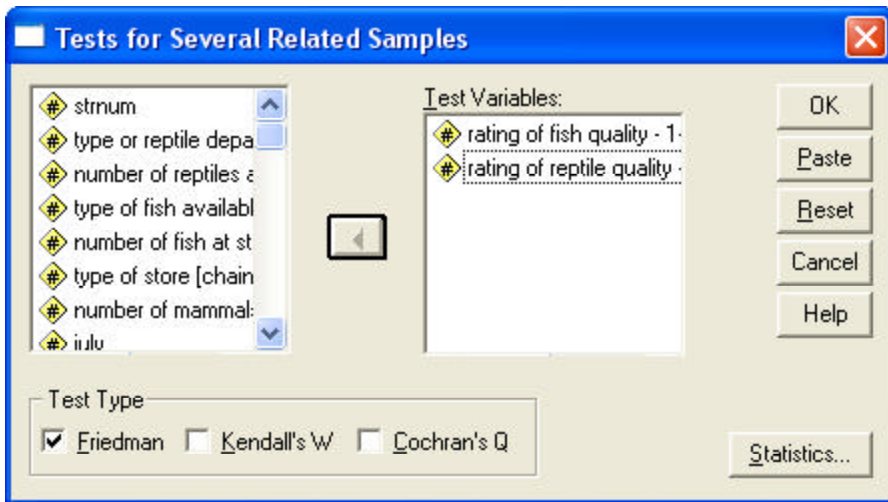 Tests for Several Related Samples
# strnum
# type or reptile depa
# number of reptiles a
# type of fish availabl
# number of fish at st
# type of store [chain
# number of mammal
# july
Test Variables:
# rating of fish quality - 1-
# rating of reptile quality -
OK
Paste
Reset
Cancel
Help
Test Type
Friedman
Kendall's W
Cochran's Q
Statistics...